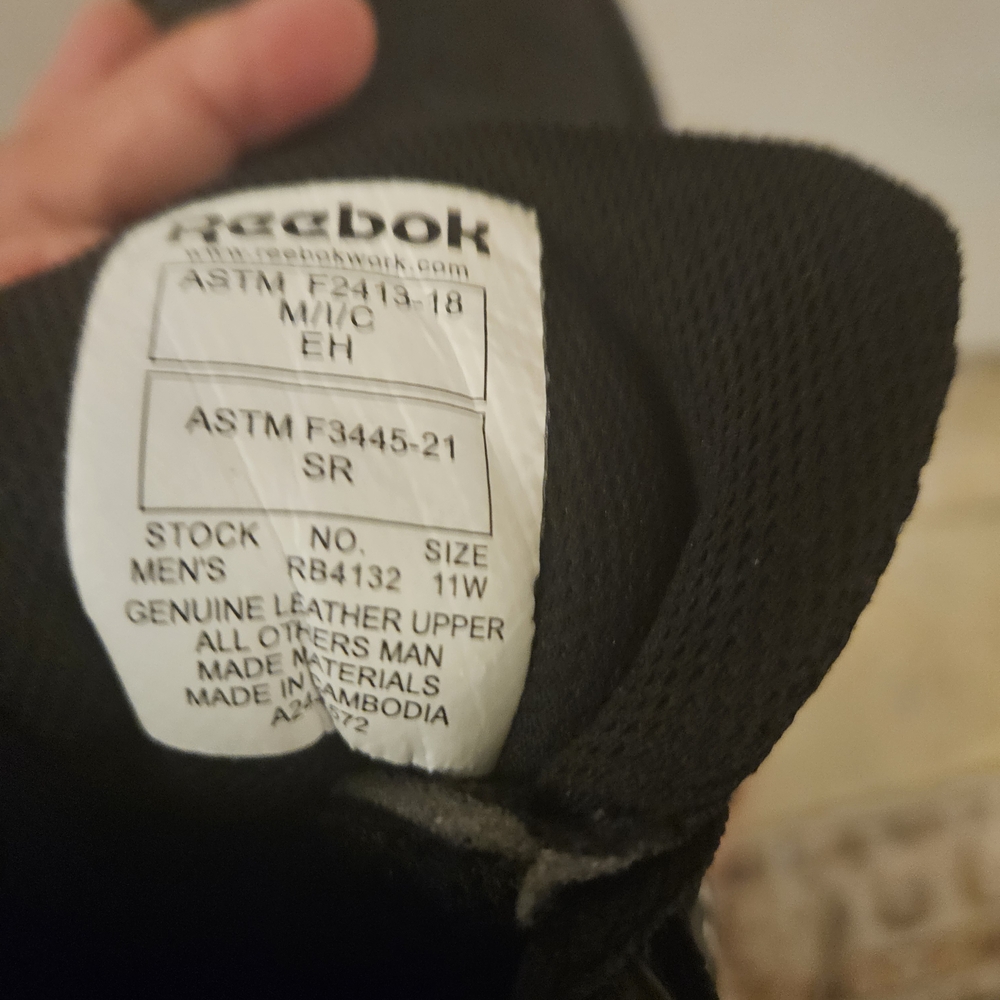 Reebok
www.reebokwork.com
ASTM F2413-18
M/I/C
EH
ASTM F3445-21
SR
STOCK NO. SIZE
MEN'S RB4132 11W
GENUINE LEATHER UPPER
ALL OTHERS MAN
MADE MATERIALS
MADE IN CAMBODIA